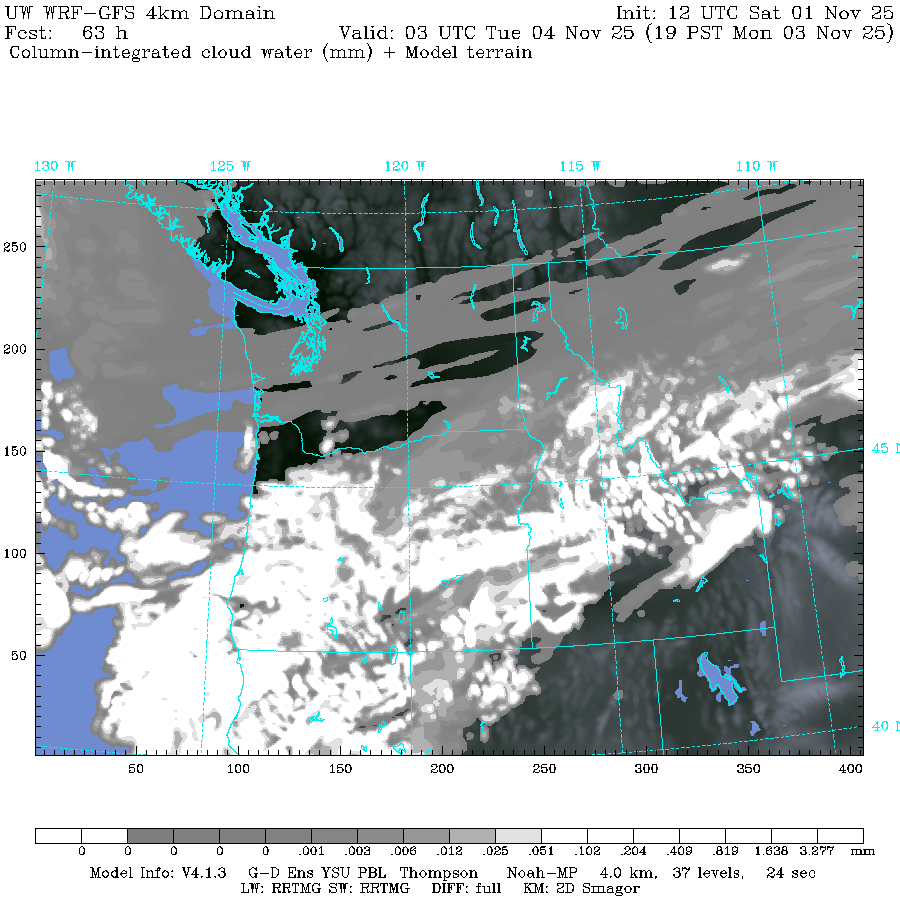 UW WRF-GFS 4km Domain Init: 12 UTC Sat 01 Nov 25
Fcst: 63 h Valid: 03 UTC Tue 04 Nov 25 (19 PST Mon 03 Nov 25)
Column-integrated cloud water (mm) + Model terrain
130 W 125 W 120 W 115 W 110 W
250
200
150 45 N
100
50
40 N
50 100 150 200 250 300 350 400
0 0 0 0 0 .001 .003 .006 .012 .025 .051 .102 .204 .409 .819 1.638 3.277 mm
Model Info: V4.1.3 G-D Ens YSU PBL Thompson Noah-MP 4.0 km, 37 levels, 24 sec
LW: RRTMG SW: RRTMG DIFF: full KM: 2D Smagor